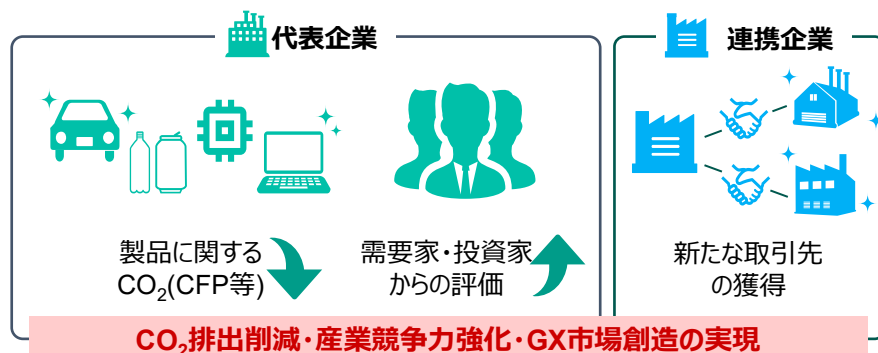 代表企業
製品に関する
CO₂(CFP等)
需要家・投資家
からの評価
連携企業
新たな取引先
の獲得
CO₂排出削減・産業競争力強化・GX市場創造の実現